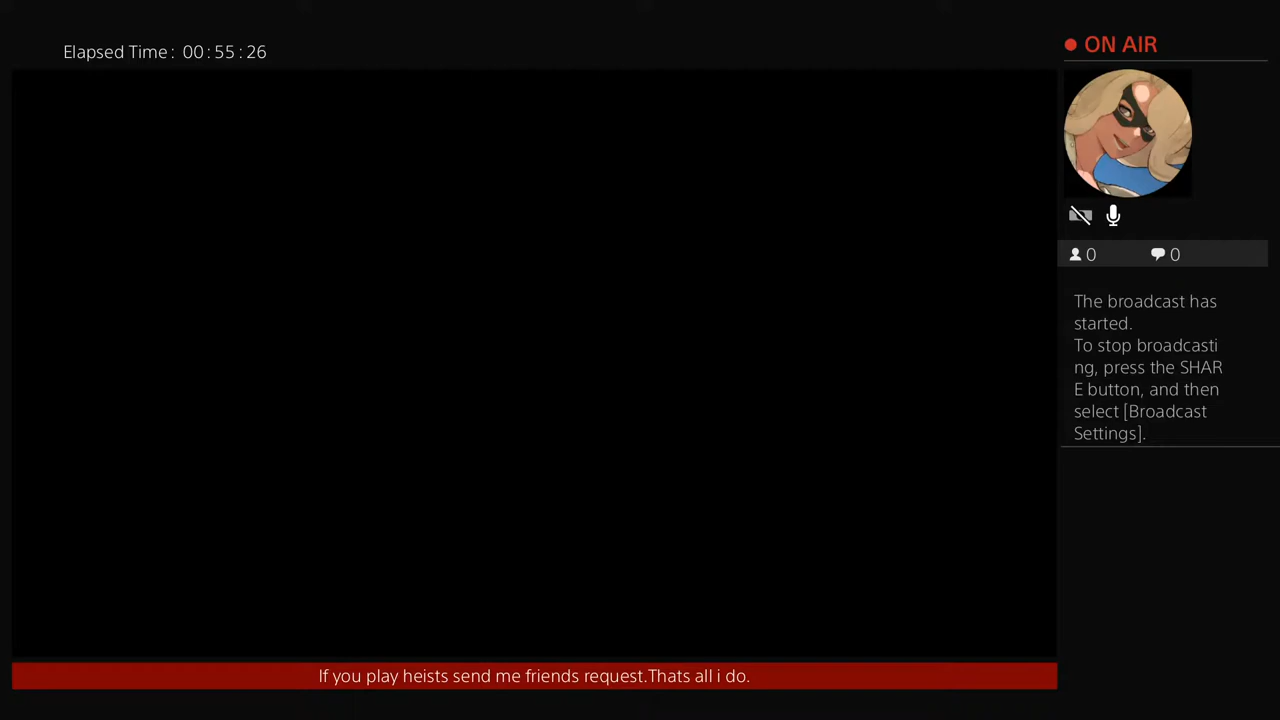 Elapsed Time: 00:55:26
ON AIR
0 0
The broadcast has
started.
To stop broadcasti
ng, press the SHAR
E button, and then
select [Broadcast
Settings].
If you play heists send me friends request.Thats all i do.